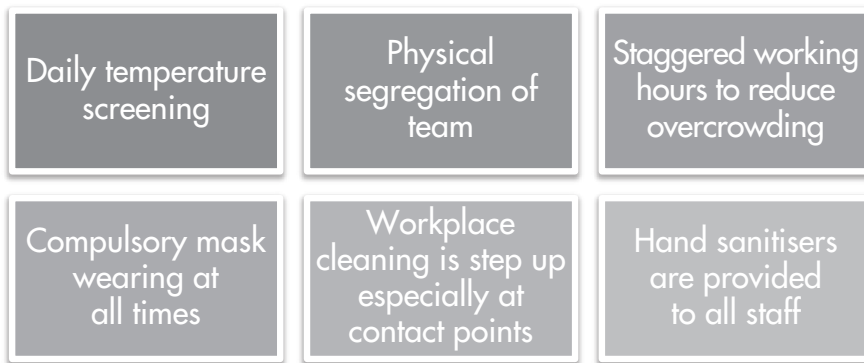 Daily temperature
screening
Physical
segregation of
team
Staggered working
hours to reduce
overcrowding
Compulsory mask
wearing at
all times
Workplace
cleaning is step up
especially at
contact points
Hand sanitisers
are provided
to all staff